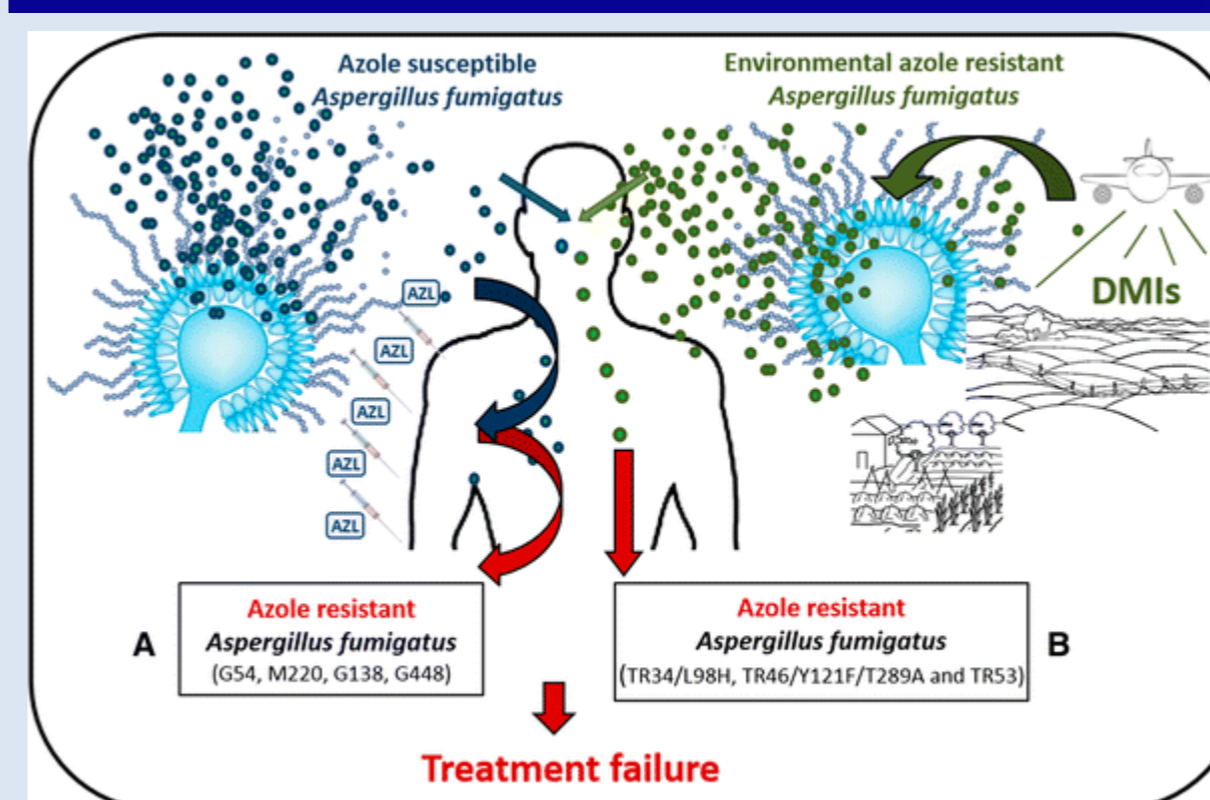 Azole susceptible
Aspergillus fumigatus
Environmental azole resistant
Aspergillus fumigatus
DMIs
AZL
AZL
AZL
AZL
AZL
A
Azole resistant
Aspergillus fumigatus
(G54, M220, G138, G448)
Azole resistant
Aspergillus fumigatus
(TR34/L98H, TR46/Y121F/T289A and TR53)
B
Treatment failure